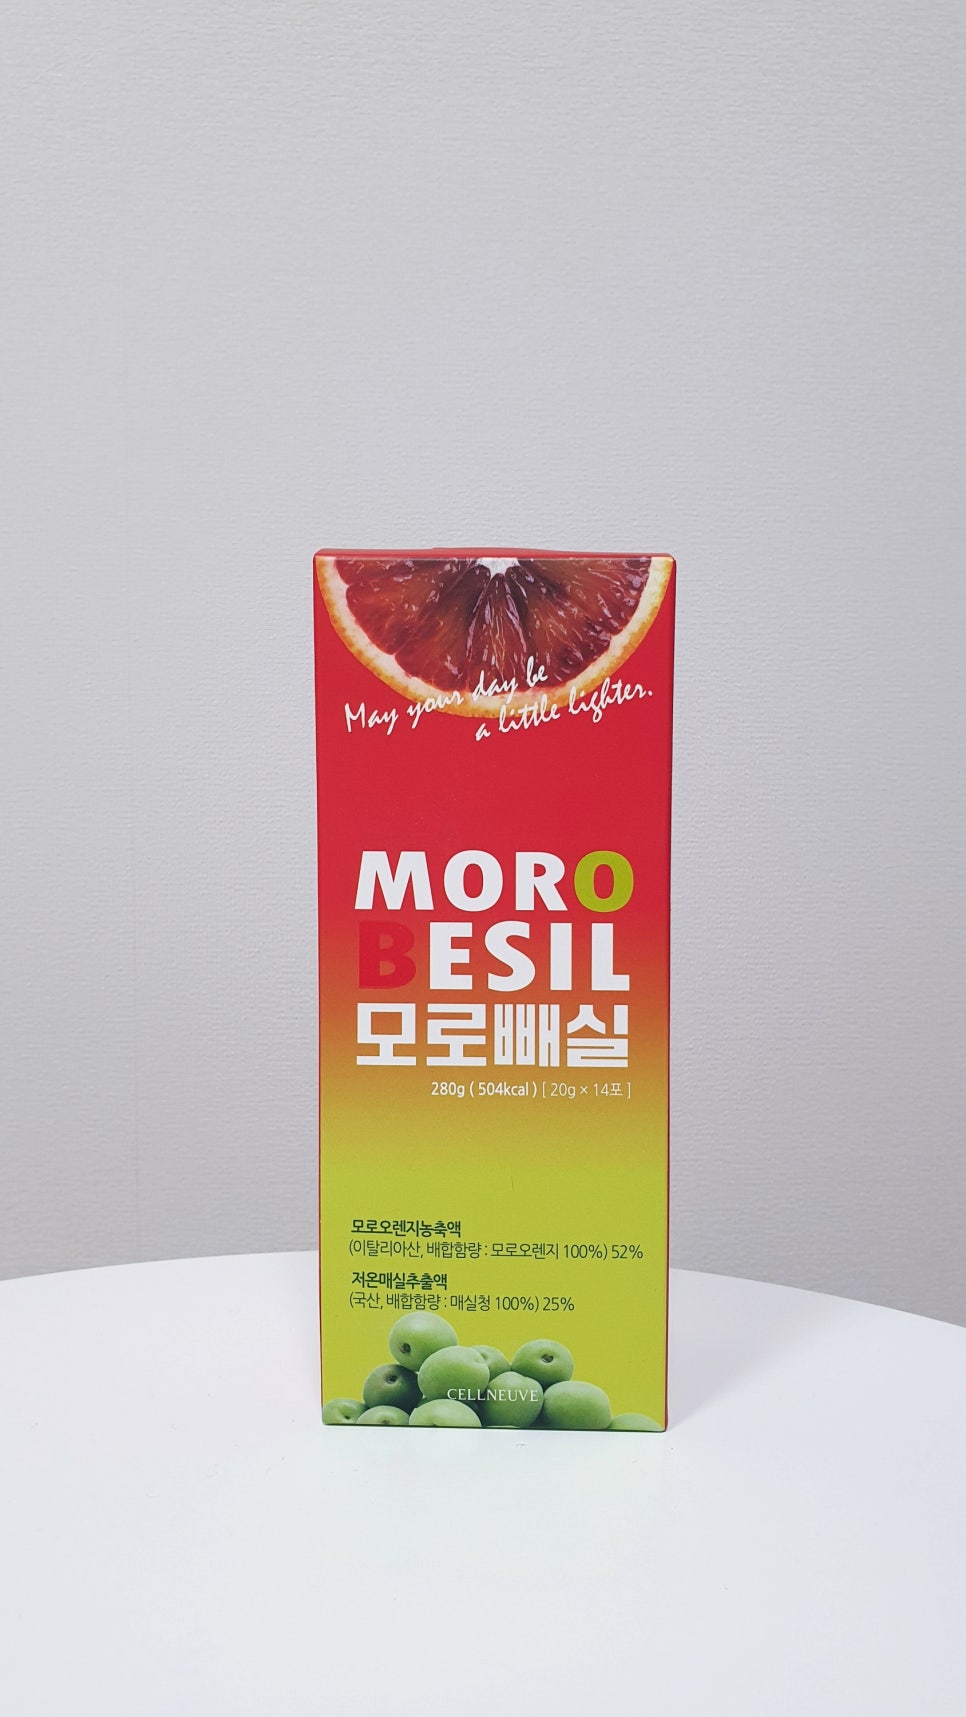 May your day be
a little lighter.
MORO
BESIL
모로빼실
280g ( 504kcal ) [ 20g × 14포 ]
모로오렌지농축액
(이탈리아산, 배합함량 : 모로오렌지 100%) 52%
저온매실추출액
(국산, 배합함량 : 매실청 100%) 25%
CELLNEUVE